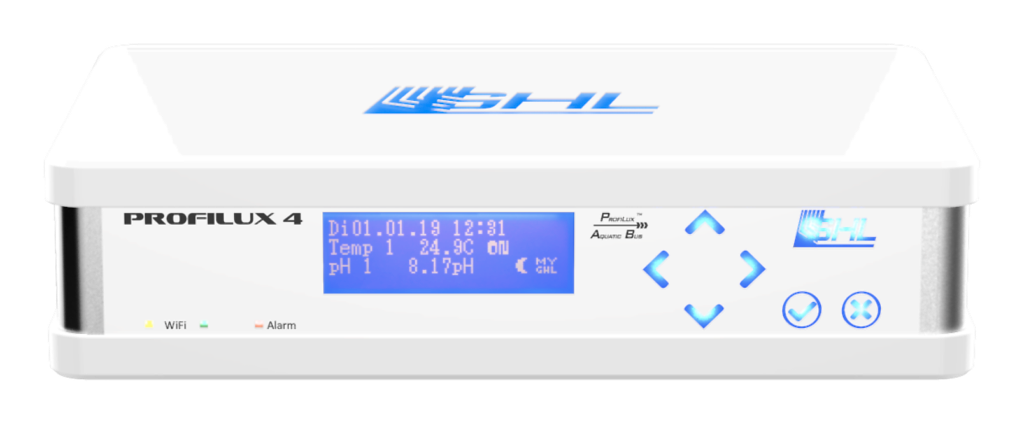 GHL
PROFILUX 4
Di01.01.19 12:31
Temp 1 24.9C ON
pH 1 8.17pH MY GHL
ProfiLux™
Aquatic Bus
GHL
WiFi
Alarm